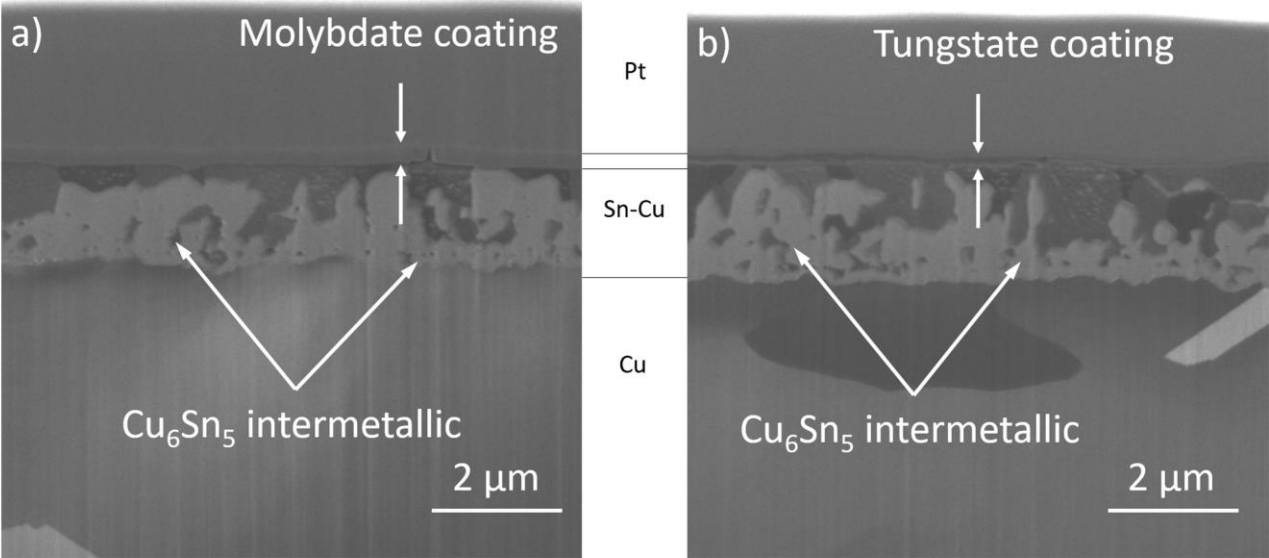 a)
Molybdate coating
Cu₆Sn₅ intermetallic
2 μm
Pt
Sn-Cu
Cu
b)
Tungstate coating
Cu₆Sn₅ intermetallic
2 μm